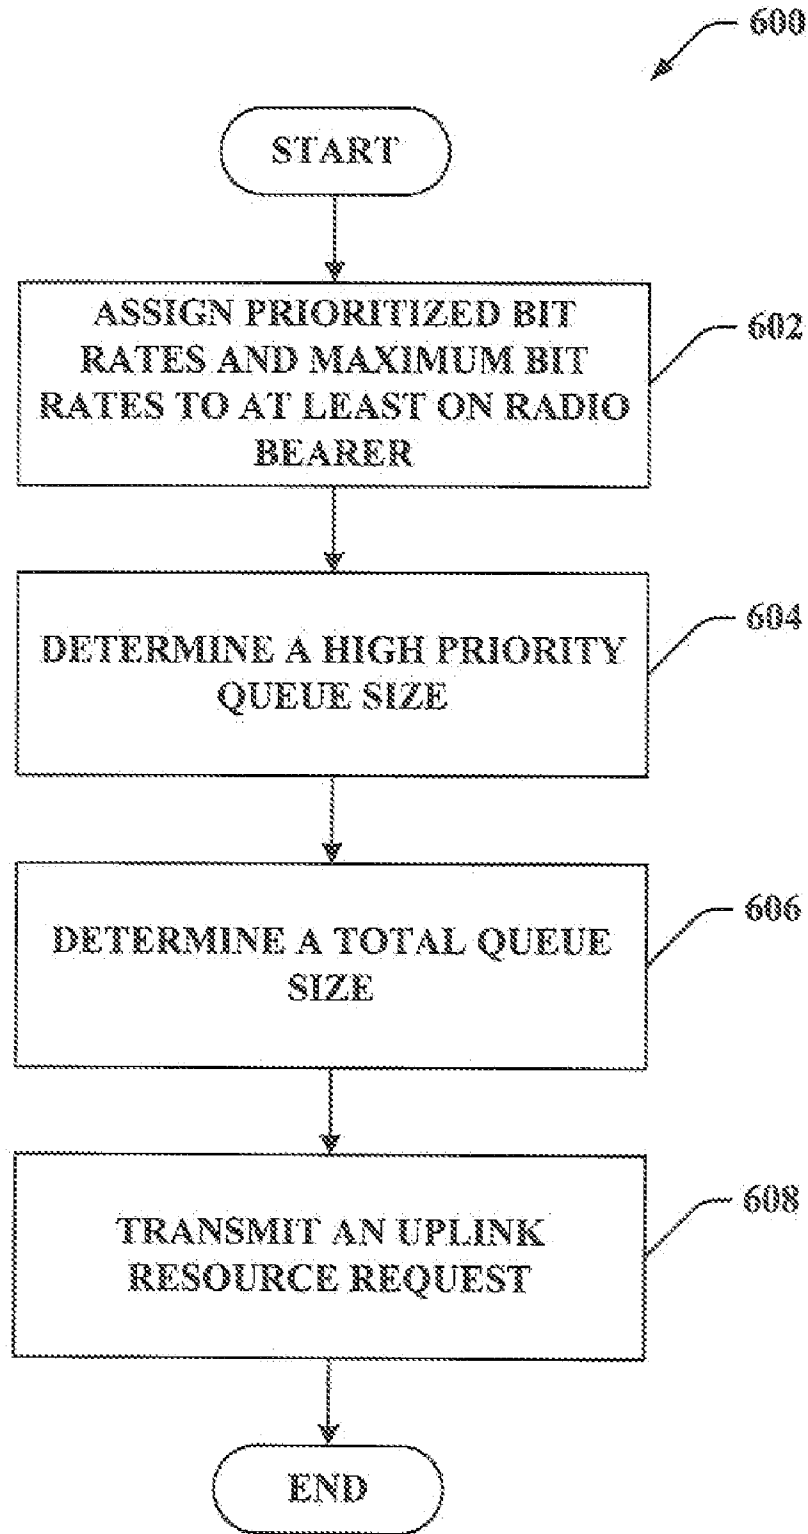 600
START
ASSIGN PRIORITIZED BIT
RATES AND MAXIMUM BIT
RATES TO AT LEAST ON RADIO
BEARER
602
DETERMINE A HIGH PRIORITY
QUEUE SIZE
604
DETERMINE A TOTAL QUEUE
SIZE
606
TRANSMIT AN UPLINK
RESOURCE REQUEST
608
END